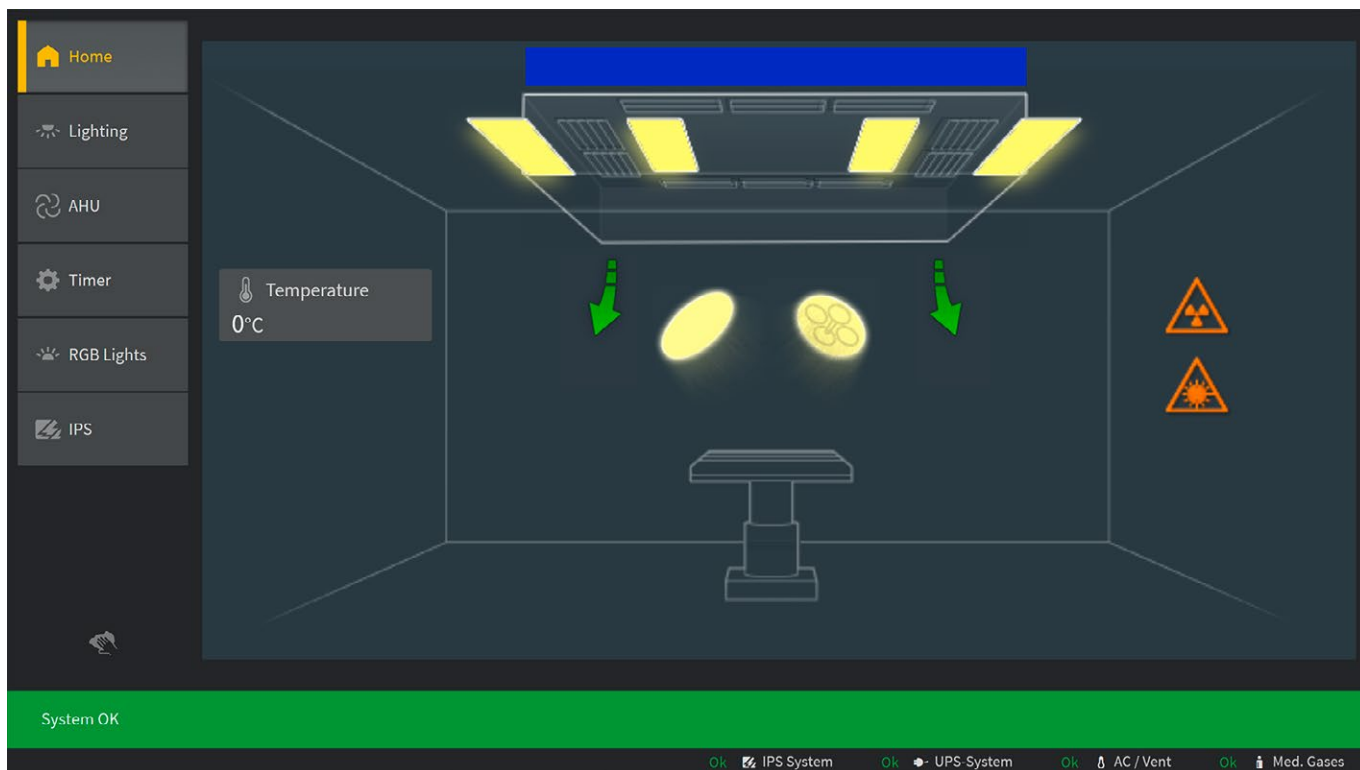 Home
Lighting
AHU
Timer
RGB Lights
IPS
Temperature
0°C
System OK
Ok IPS System Ok UPS-System Ok AC / Vent Ok Med. Gases